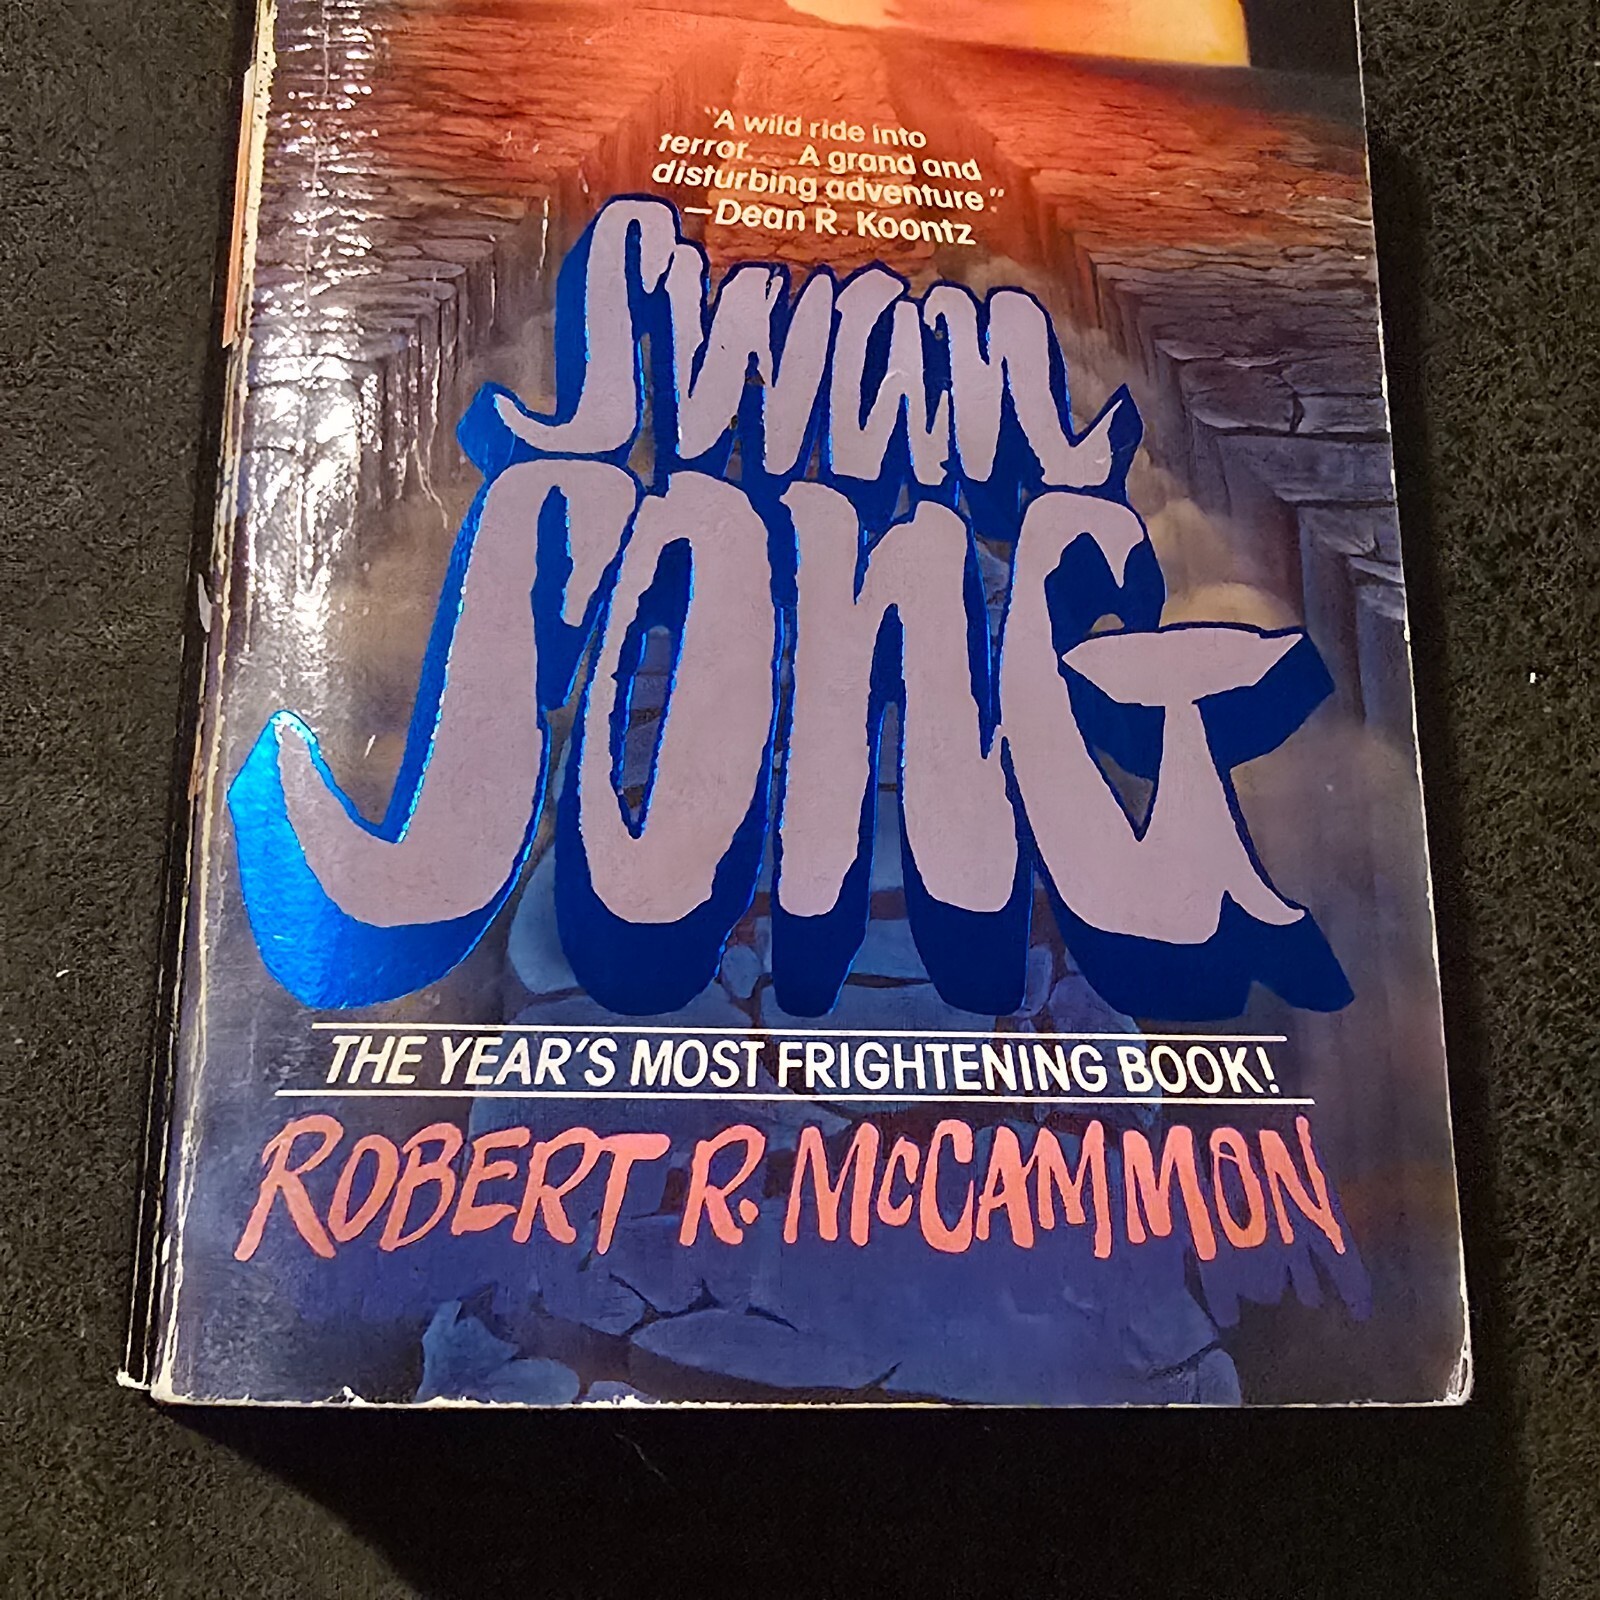 "A wild ride into
terror. . . . A grand and
disturbing adventure."
—Dean R. Koontz
Swan
Song
THE YEAR'S MOST FRIGHTENING BOOK!
ROBERT R. McCAMMON